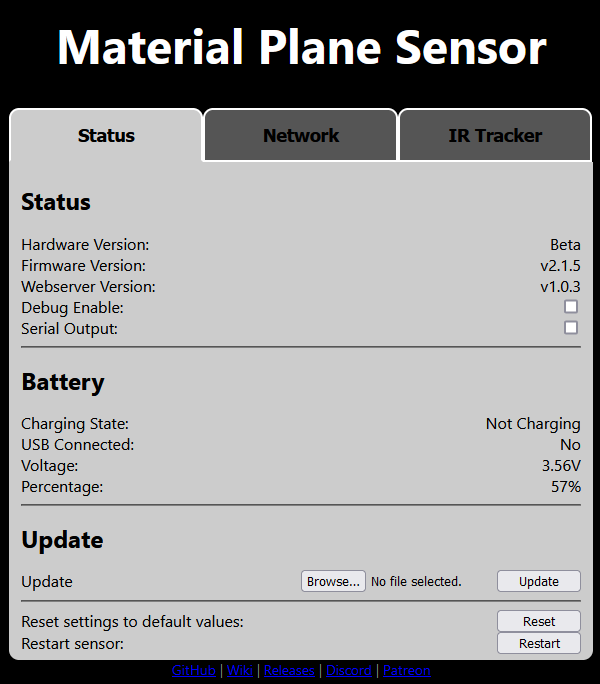 Material Plane Sensor
Status Network IR Tracker
Status
Hardware Version: Beta
Firmware Version: v2.1.5
Webserver Version: v1.0.3
Debug Enable:
Serial Output:
Battery
Charging State: Not Charging
USB Connected: No
Voltage: 3.56V
Percentage: 57%
Update
Update Browse... No file selected. Update
Reset settings to default values: Reset
Restart sensor: Restart
GitHub | Wiki | Releases | Discord | Patreon